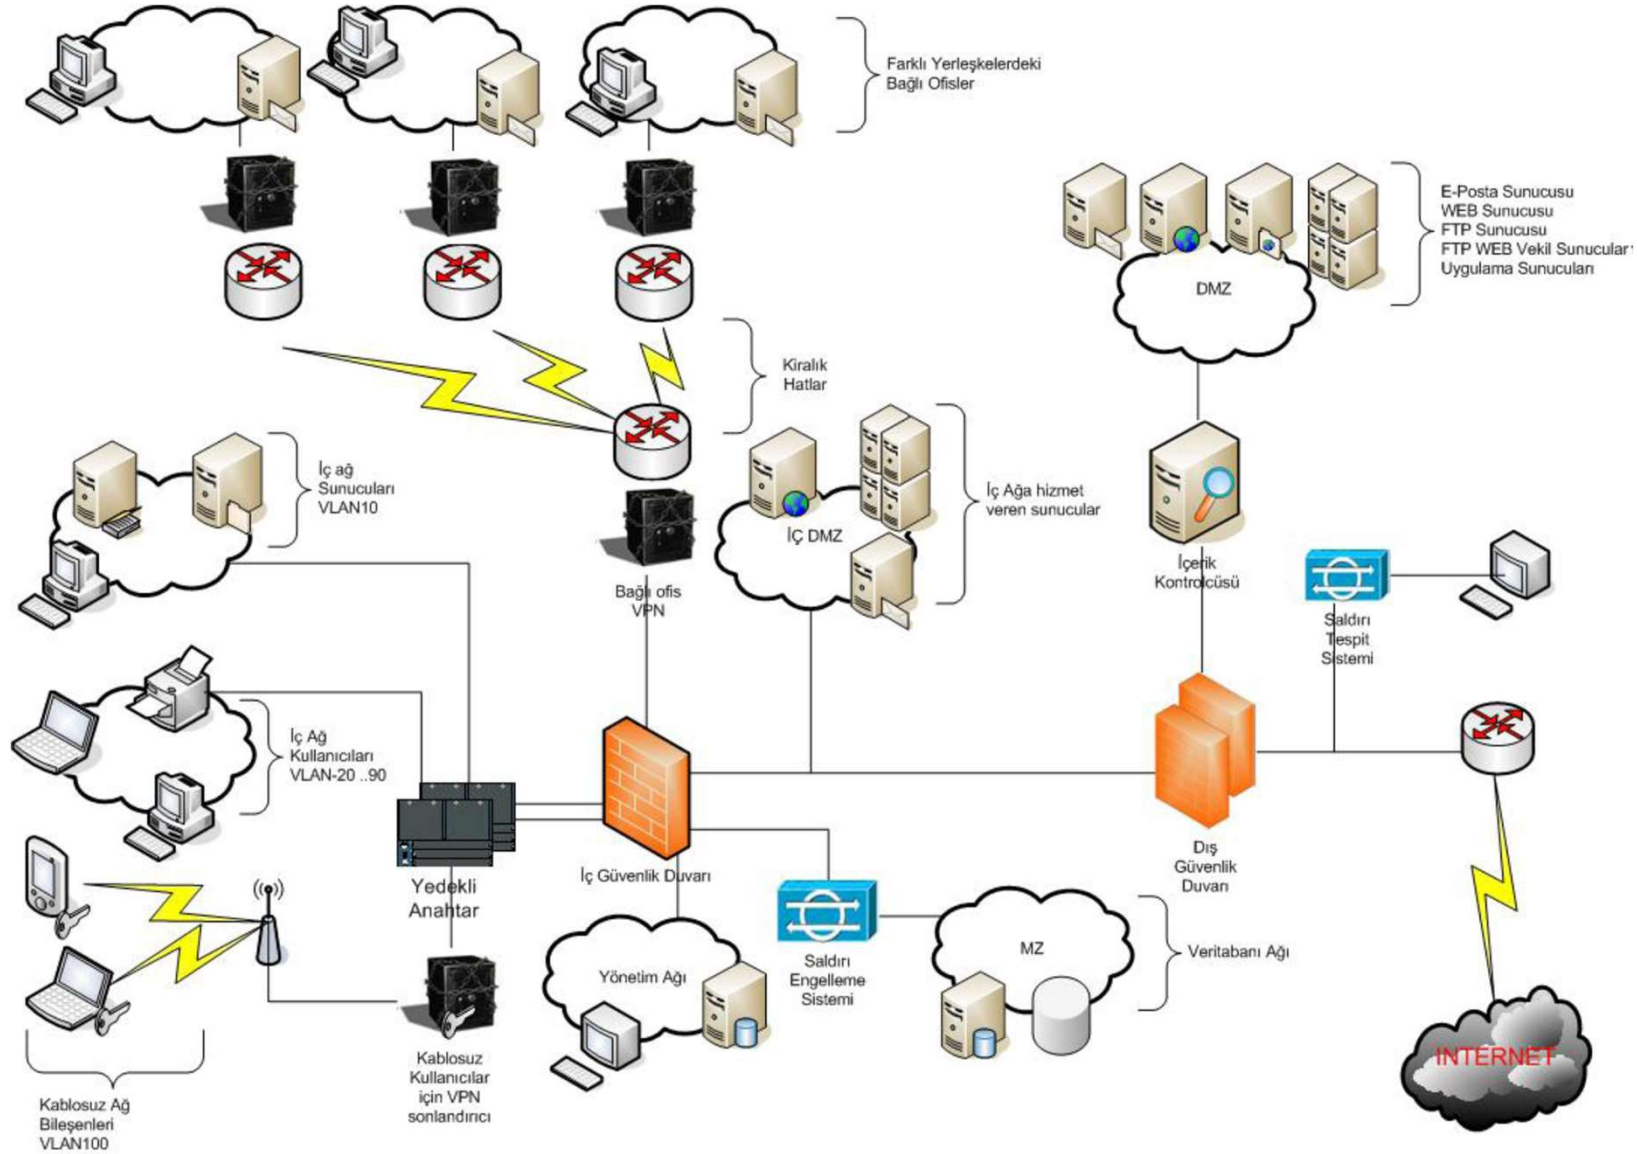 Farklı Yerleşkelerdeki
Bağlı Ofisler
E-Posta Sunucusu
WEB Sunucusu
FTP Sunucusu
FTP WEB Vekil Sunucular
Uygulama Sunucuları
DMZ
Kiralık
Hatlar
İç ağ
Sunucuları
VLAN10
İç Ağa hizmet
veren sunucular
İÇ DMZ
İçerik
Kontrolcüsü
Bağlı ofis
VPN
Saldırı
Tespit
Sistemi
İç Ağ
Kullanıcıları
VLAN-20 ..90
Dış
Güvenlik
Duvarı
İç Güvenlik Duvarı
Yedekli
Anahtar
Yönetim Ağı
Saldırı
Engelleme
Sistemi
MZ
Veritabanı Ağı
INTERNET
Kablosuz
Kullanıcılar
için VPN
sonlandırıcı
Kablosuz Ağ
Bileşenleri
VLAN100